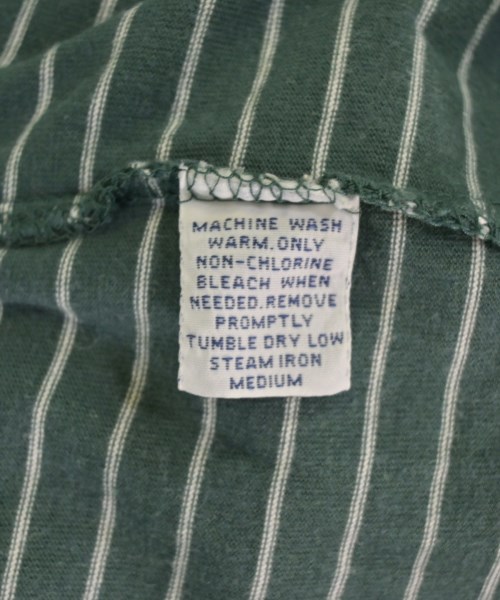 MACHINE WASH
WARM.ONLY
NON-CHLORINE
BLEACH WHEN
NEEDED.REMOVE
PROMPTLY
TUMBLE DRY LOW
STEAM IRON
MEDIUM